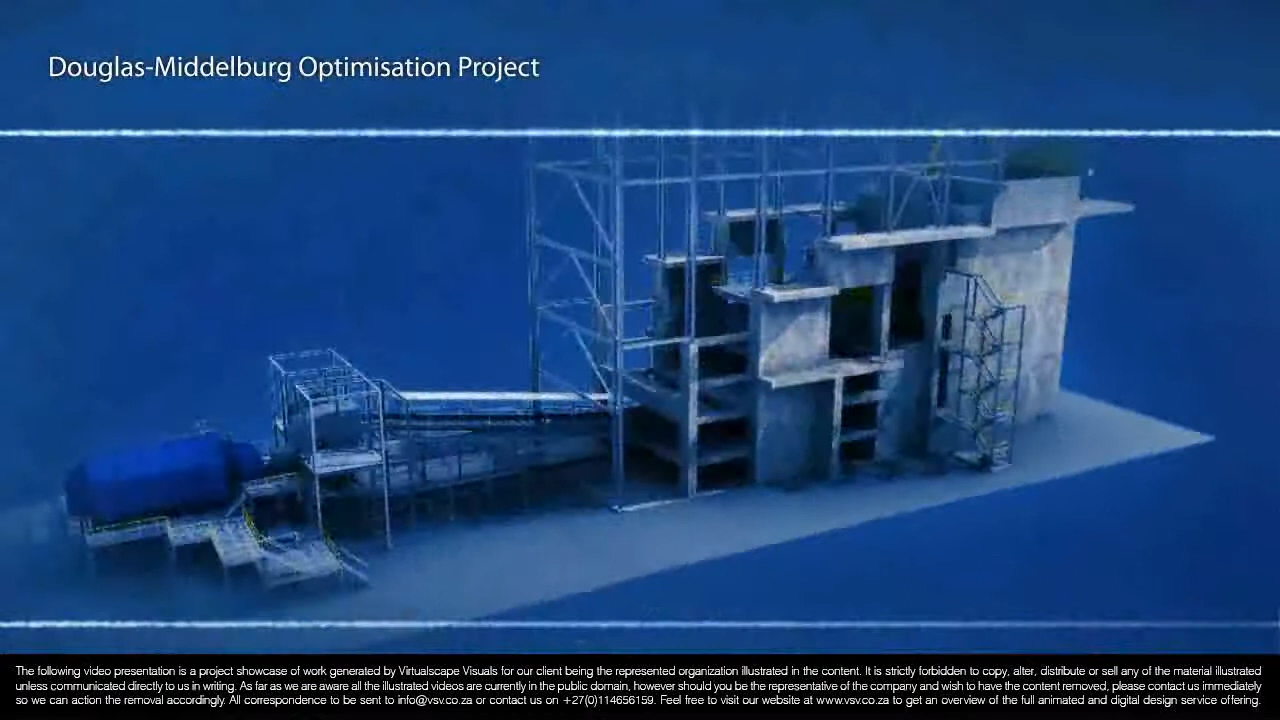 Douglas-Middelburg Optimisation Project
The following video presentation is a project showcase of work generated by Virtualscape Visuals for our client being the represented organization illustrated in the content. It is strictly forbidden to copy, alter, distribute or sell any of the material illustrated
unless communicated directly to us in writing. As far as we are aware all the illustrated videos are currently in the public domain, however should you be the representative of the company and wish to have the content removed, please contact us immediately
so we can action the removal accordingly. All correspondence to be sent to info@vsv.co.za or contact us on +27(0)114656159. Feel free to visit our website at www.vsv.co.za to get an overview of the full animated and digital design service offering.